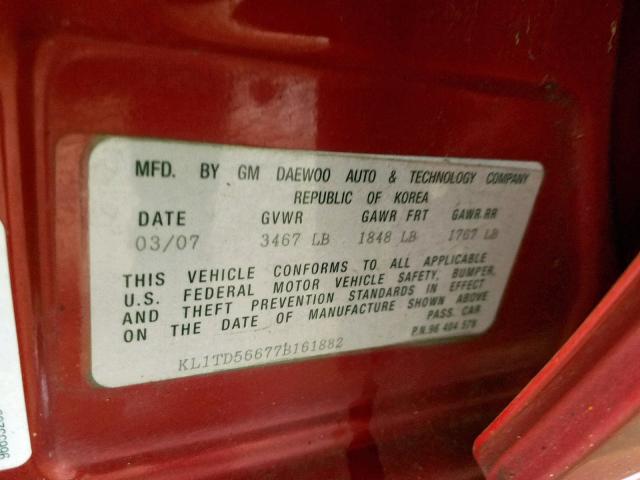 MFD. BY GM DAEWOO AUTO & TECHNOLOGY COMPANY
REPUBLIC OF KOREA
DATE GVWR GAWR FRT GAWR RR
03/07 3467 LB 1848 LB 1767 LB
THIS VEHICLE CONFORMS TO ALL APPLICABLE
U.S. FEDERAL MOTOR VEHICLE SAFETY, BUMPER,
AND THEFT PREVENTION STANDARDS IN EFFECT
ON THE DATE OF MANUFACTURE SHOWN ABOVE
PASS. CAR
P.N.96 404 579
KL1TD56677B161882